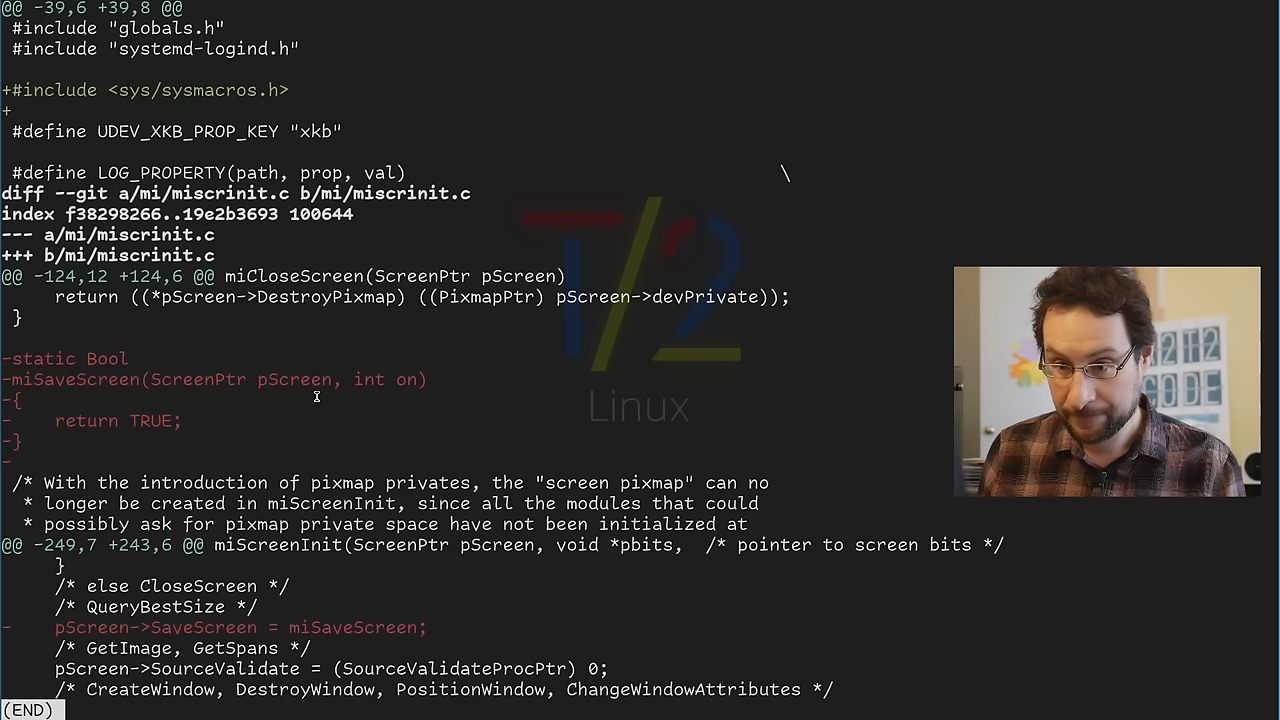 @@ -39,6 +39,8 @@
 #include "globals.h"
 #include "systemd-logind.h"
+#include <sys/sysmacros.h>
+
 #define UDEV_XKB_PROP_KEY "xkb"
 #define LOG_PROPERTY(path, prop, val) \
diff --git a/mi/miscrinit.c b/mi/miscrinit.c
index f38298266..19e2b3693 100644
--- a/mi/miscrinit.c
+++ b/mi/miscrinit.c
@@ -124,12 +124,6 @@ miCloseScreen(ScreenPtr pScreen)
     return ((*pScreen->DestroyPixmap) ((PixmapPtr) pScreen->devPrivate));
 }
-static Bool
-miSaveScreen(ScreenPtr pScreen, int on)
-{
-    return TRUE;
-}
-
 /* With the introduction of pixmap privates, the "screen pixmap" can no
  * longer be created in miScreenInit, since all the modules that could
  * possibly ask for pixmap private space have not been initialized at
@@ -249,7 +243,6 @@ miScreenInit(ScreenPtr pScreen, void *pbits,  /* pointer to screen bits */
     }
     /* else CloseScreen */
     /* QueryBestSize */
-    pScreen->SaveScreen = miSaveScreen;
     /* GetImage, GetSpans */
     pScreen->SourceValidate = (SourceValidateProcPtr) 0;
     /* CreateWindow, DestroyWindow, PositionWindow, ChangeWindowAttributes */
(END)
T/2
Linux
CODE